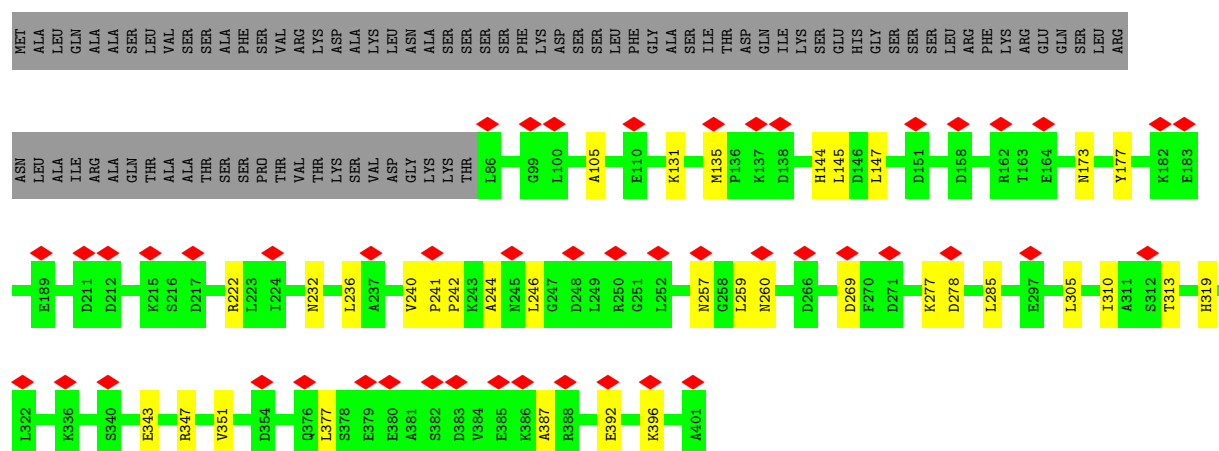 MET ALA LEU GLN ALA ALA SER LEU VAL SER SER ALA PHE SER VAL ARG LYS ASP ALA LYS LEU ASN ALA SER SER SER SER PHE LYS ASP SER SER LEU PHE GLY ALA SER ILE THR ASP GLN ILE LYS SER GLU HIS GLY SER SER SER LEU ARG PHE LYS ARG GLU GLN SER LEU ARG
ASN LEU ALA ILE ARG ALA GLN THR ALA ALA THR SER SER PRO THR VAL THR LYS SER VAL ASP GLY LYS LYS THR L86 G99 L100 A105 E110 K131 M135 P136 K137 D138 H144 L145 D146 L147 D151 D158 R162 T163 E164 N173 Y177 K182 E183
E189 D211 D212 K215 S216 D217 R222 L223 I224 N232 L236 A237 V240 P241 P242 K243 A244 N245 L246 G247 D248 L249 R250 G251 L252 N257 G258 L259 N260 D266 D269 F270 D271 K277 D278 L285 E297 L305 I310 A311 S312 T313 H319
L322 K336 S340 E343 R347 V351 D354 Q376 L377 S378 E379 E380 A381 S382 D383 V384 E385 K386 A387 R388 E392 K396 A401